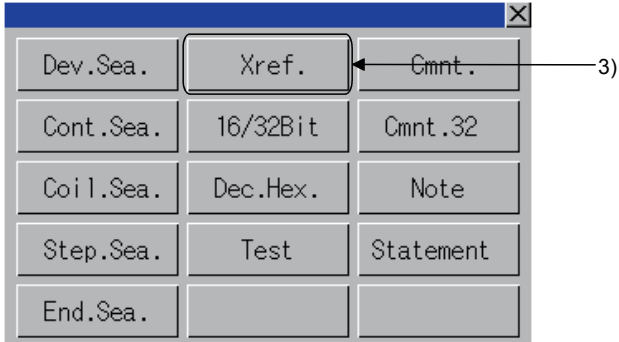 Dev.Sea. Xref. Cmnt. 3)
Cont.Sea. 16/32Bit Cmnt.32
Coil.Sea. Dec.Hex. Note
Step.Sea. Test Statement
End.Sea.